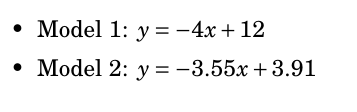 • Model 1: y = −4x + 12
• Model 2: y = −3.55x + 3.91